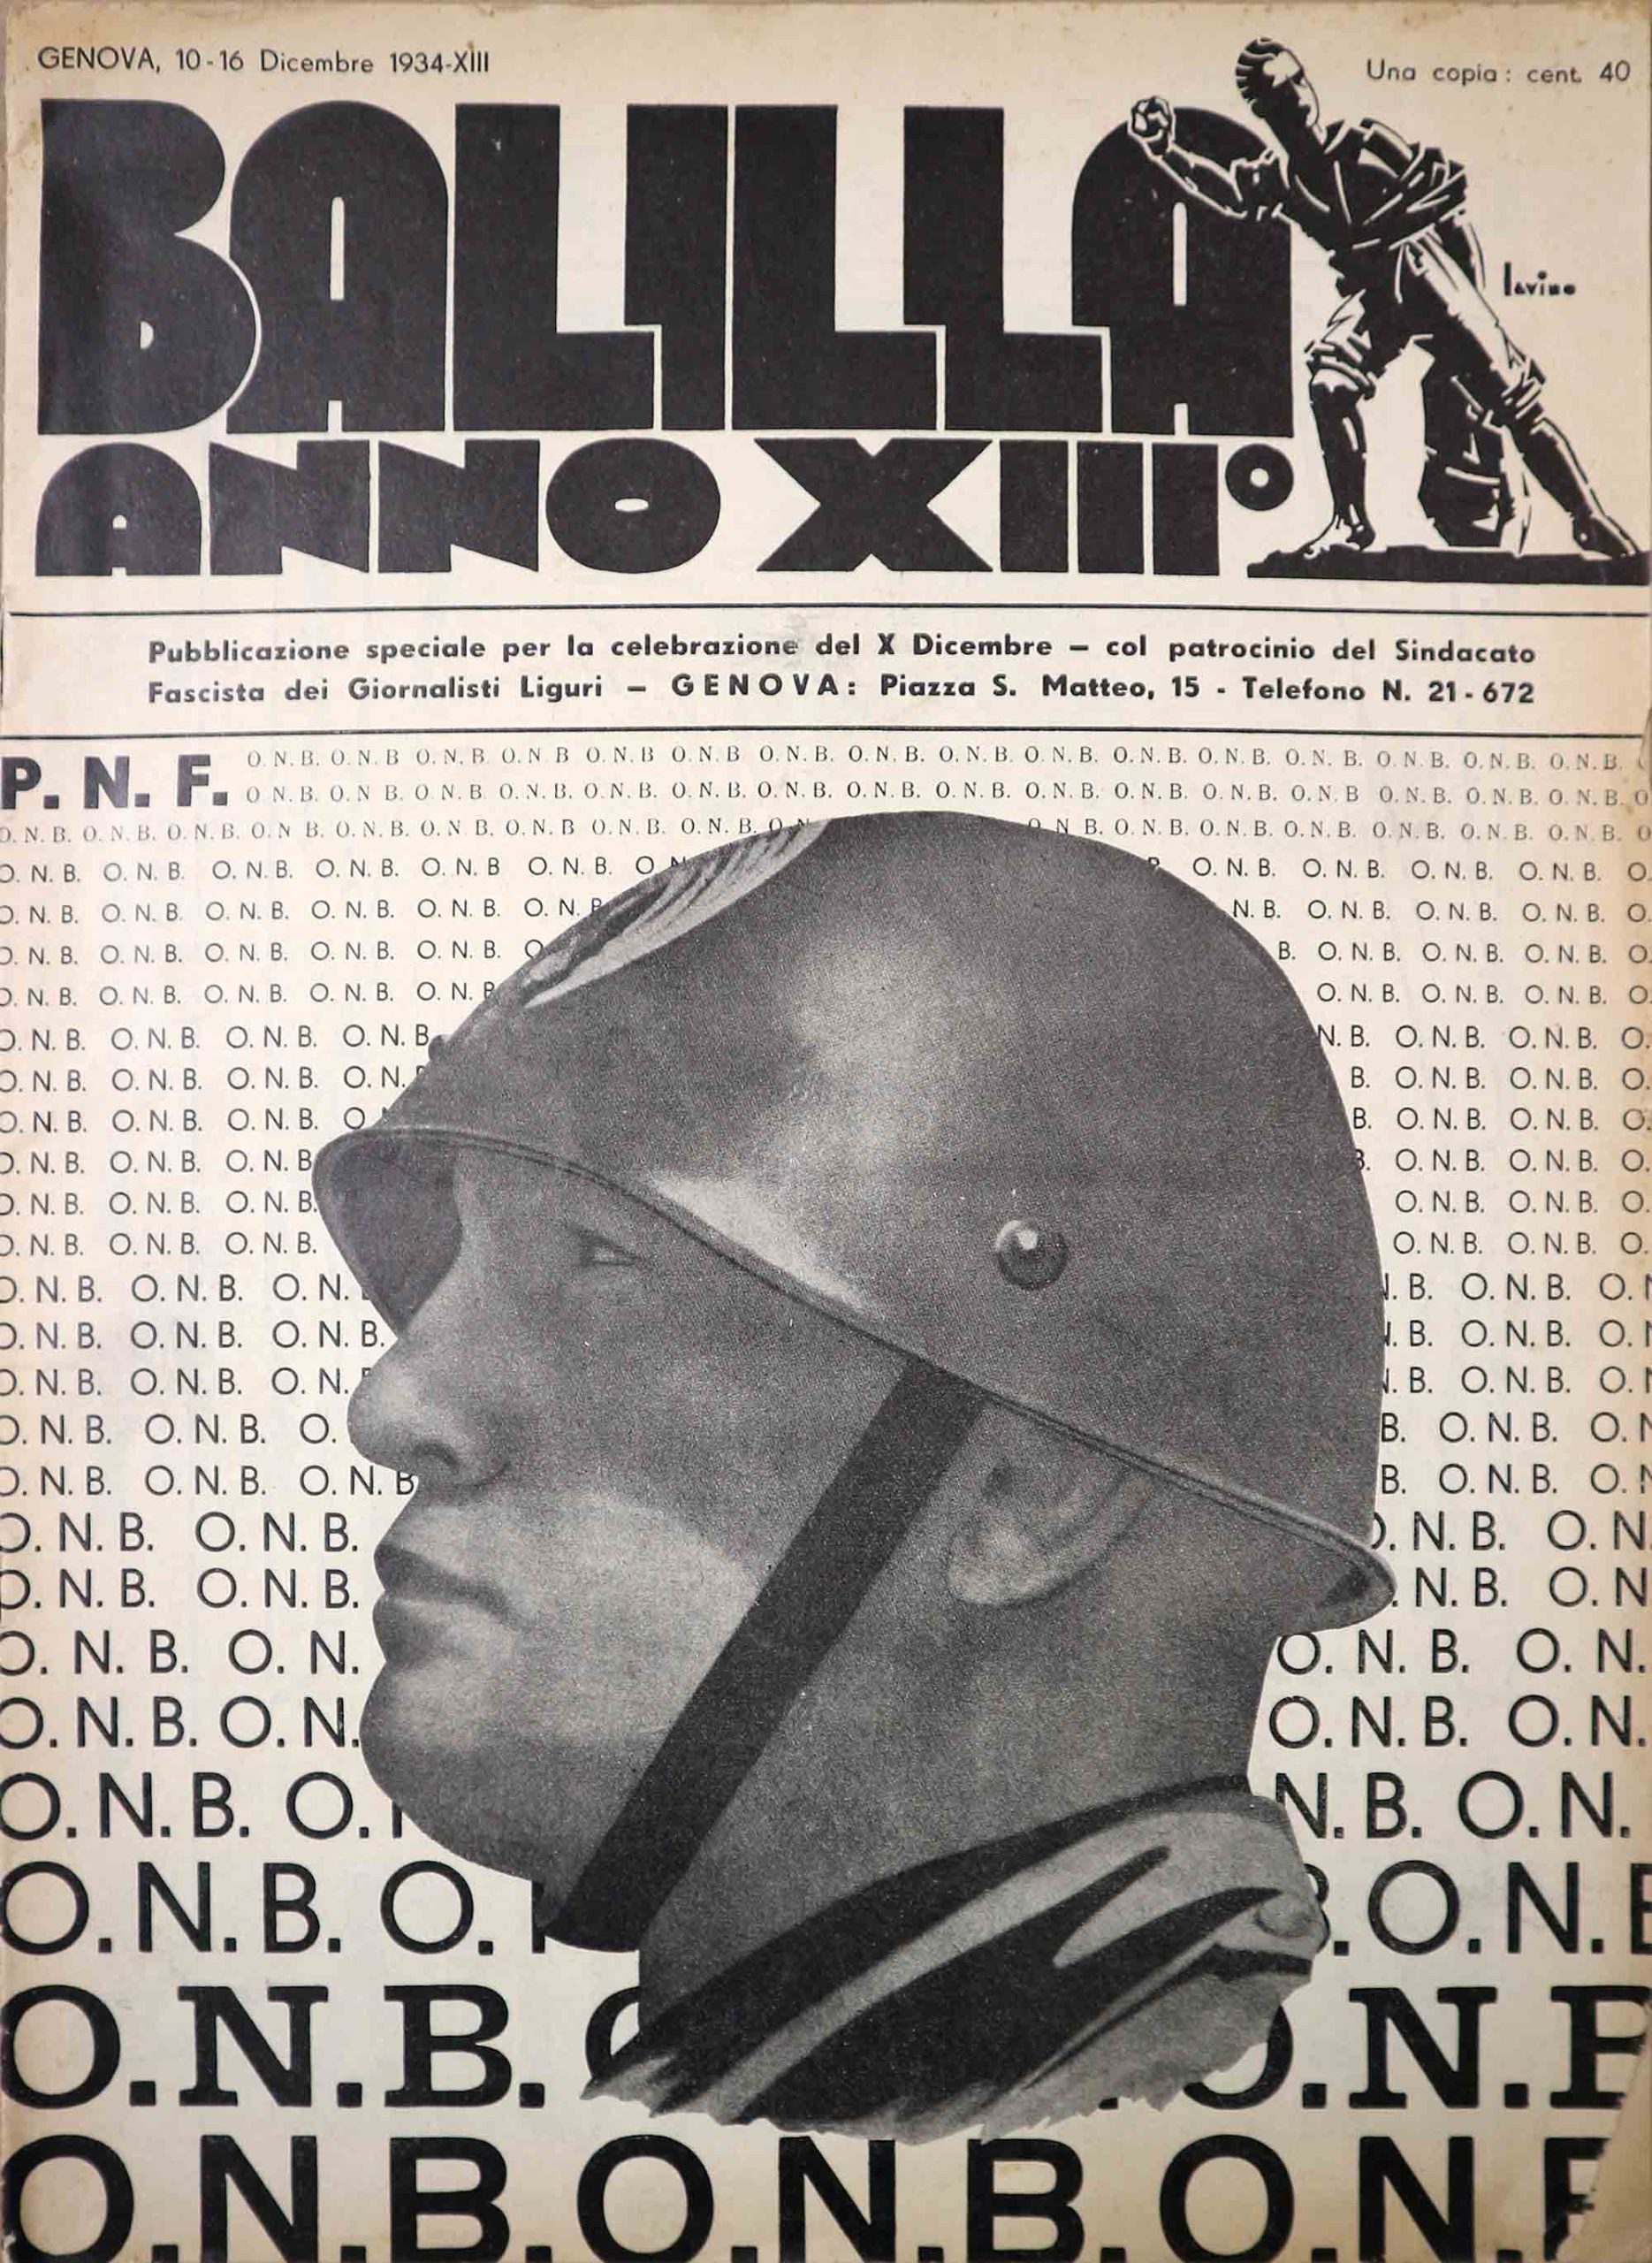 GENOVA, 10-16 Dicembre 1934-XIII
Una copia: cent. 40
BALILLA
ANNO XIII°
lavino
Pubblicazione speciale per la celebrazione del X Dicembre – col patrocinio del Sindacato
Fascista dei Giornalisti Liguri – GENOVA: Piazza S. Matteo, 15 - Telefono N. 21-672
P. N. F.
O.N.B. O.N.B O.N.B. O.N B O.N.B O.N.B O.N.B. O.N.B. O.N.B. O.N.B. O.N.B. O.N.B. O.N.B. O.N.B. O.N.B. O.N.B.
O N.B. O.N B. O.N.B. O.N.B. O.N.B. O.N.B. O.N.B. O.N.B. O.N.B. O.N.B. O.N.B. O.N.B. O.N.B O.N.B. O.N.B. O.N.B. O
O.N.B. O.N.B. O.N.B. O.N B. O.N.B. O.N B. O.N.B O.N.B. O.N.B. O.N O N B. O.N.B. O.N.B. O.N.B. O.N.B. O.N.B. O.N.B. O
O.N.B. O.N.B. O.N.B. O.N.B. O.N.B O.N.B. O N B. O.N.B. O.N.B. O.N.B. O.N.B. O.
O.N.B. O.N.B. O.N.B. O.N.B. O.N.B. O.N.B N.B. O.N.B. O.N.B. O.N.B. O.
O.N.B. O.N.B. O.N.B. O.N.B. O.N.B. O B. O.N.B. O.N.B. O.N.B. O.
O.N.B. O.N.B. O.N.B. O.N.B. O.N.B O.N.B. O.N.B. O.N.B. O.
O.N.B. O.N.B. O.N.B. O.N.B. N.B. O.N.B. O.N.B. O.
O.N.B. O.N.B. O.N.B. O.N. B. O.N.B. O.N.B. O.
O.N.B. O.N.B. O.N.B. O B. O.N.B. O.N.B. O.
O.N.B. O.N.B. O.N.B B. O.N.B. O.N.B. O.
O.N.B. O.N.B. O.N.B. O.N.B. O.N.B. O.
O.N.B. O.N.B. O.N.B. O.N.B. O.N.B. O.
O.N.B. O.N.B. O.N. .B. O.N.B. O.N
O.N.B. O.N.B. O.N.B. .B. O.N.B. O.N
O.N.B. O.N.B. O.N. .B. O.N.B. O.N
O.N.B. O.N.B. O. B. O.N.B. O.N
O.N.B. O.N.B. O.N.B B. O.N.B. O.N
O.N.B. O.N.B. O.N.B. O.N.
O.N.B. O.N.B. .N.B. O.N
O.N.B. O.N. O.N.B. O.N.
O.N.B. O.N. O.N.B. O.N.
O.N.B. O. N.B. O.N.
O.N.B. O. B.O.N.B
O.N.B. O O.N.B
O.N.B.O.N.B.O.N.B